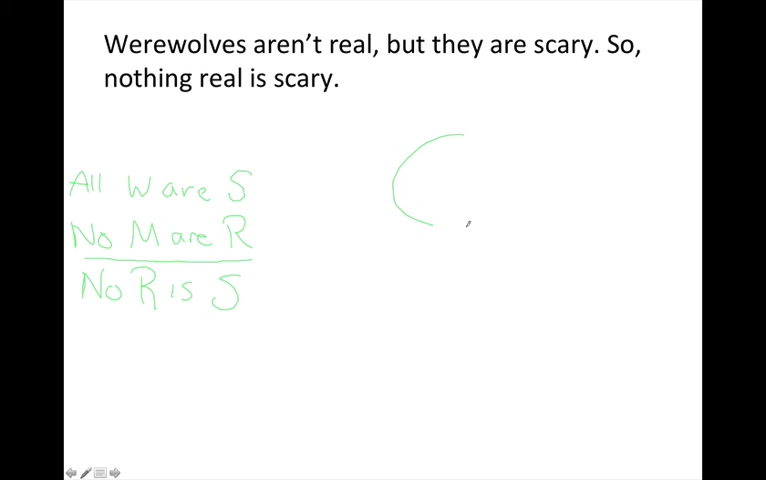 Werewolves aren't real, but they are scary. So,
nothing real is scary.
All W are S
No M are R
No R is S